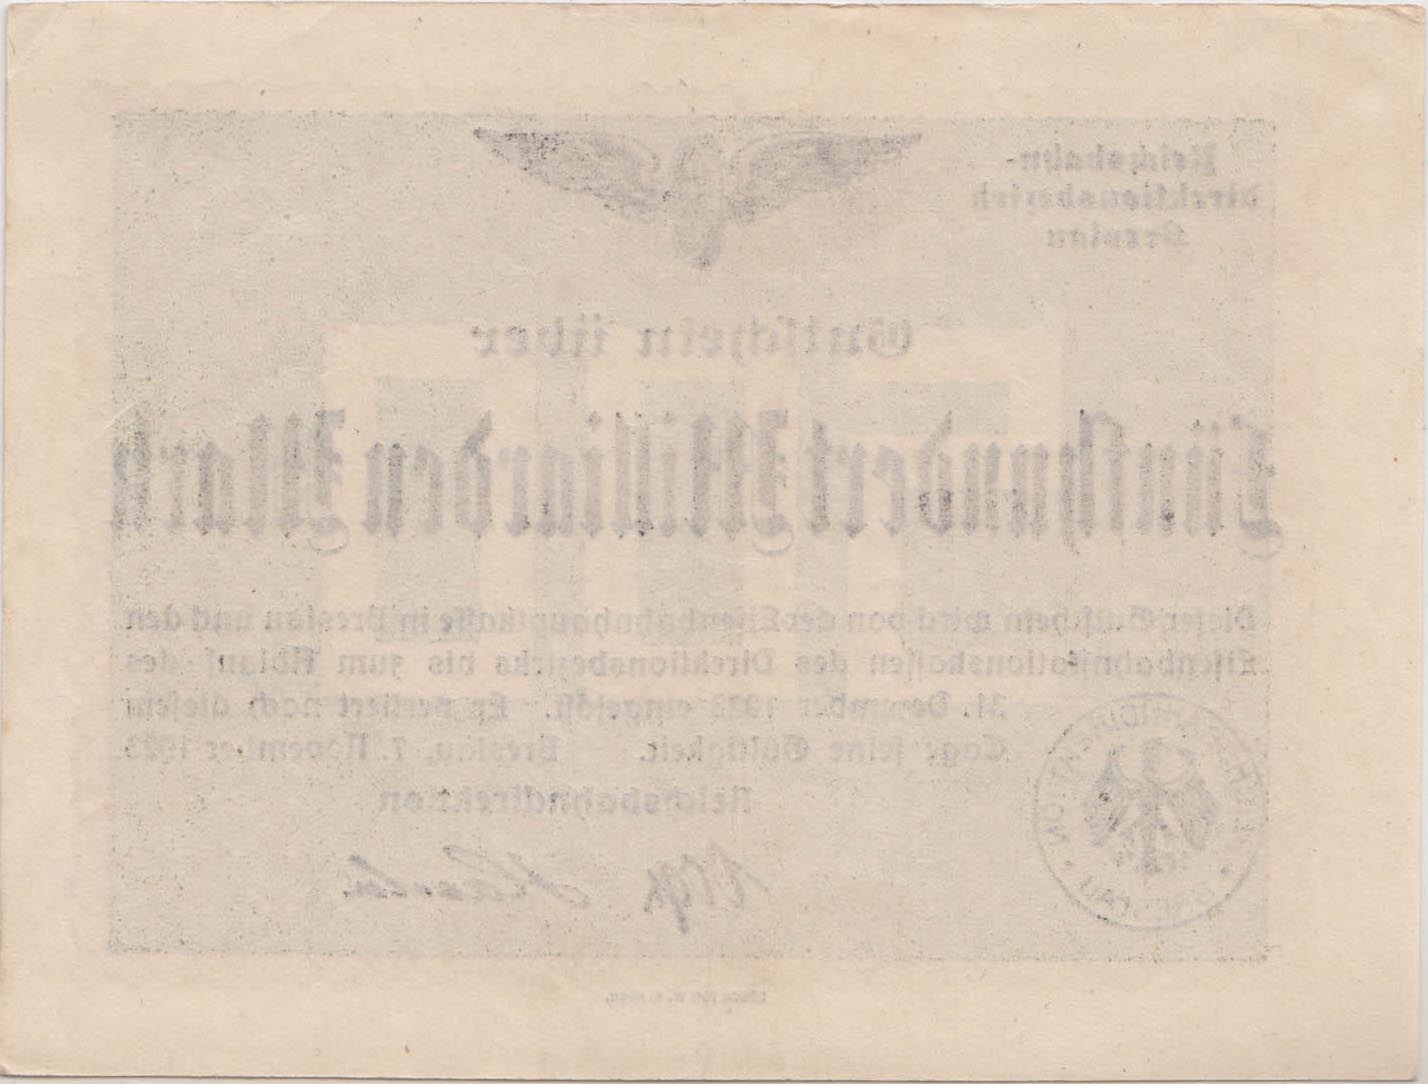 Reichsbahn-
direktionsbezirk
Breslau
Gutschein über
Fünfhundert Milliarden Mark
Dieser Gutschein wird von der Eisenbahnhauptkasse in Breslau und den
Eisenbahnstationskassen des Direktionsbezirks bis zum Ablauf des
31. Dezember 1923 eingelöst. Er verliert nach diesem
Tage seine Gültigkeit. Breslau, 7. November 1923
Reichsbahndirektion